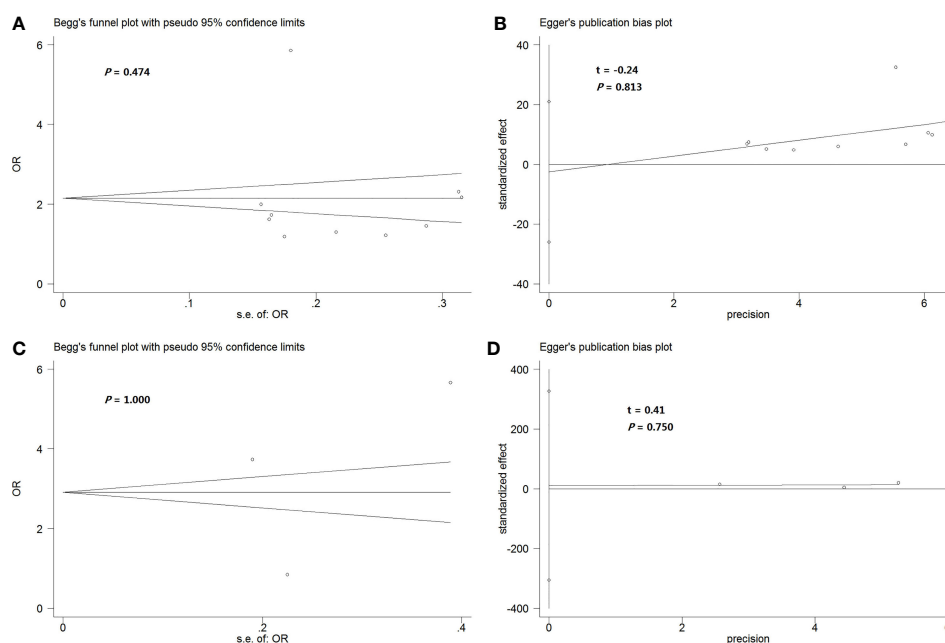 A
Begg's funnel plot with pseudo 95% confidence limits
P = 0.474
OR
6
4
2
0
0
.1
.2
.3
s.e. of: OR
B
Egger's publication bias plot
t = -0.24
P = 0.813
standardized effect
40
20
0
-20
-40
0
2
4
6
precision
C
Begg's funnel plot with pseudo 95% confidence limits
P = 1.000
OR
6
4
2
0
0
.2
.4
s.e. of: OR
D
Egger's publication bias plot
t = 0.41
P = 0.750
standardized effect
400
200
0
-200
-400
0
2
4
precision